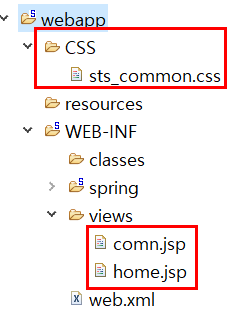 webapp
CSS
sts_common.css
resources
WEB-INF
classes
spring
views
comn.jsp
home.jsp
web.xml